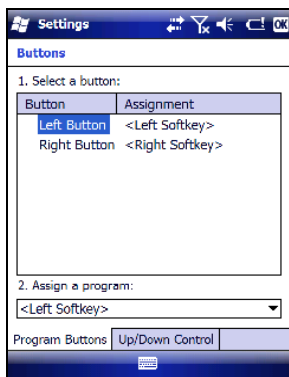 Settings
OK
Buttons
1. Select a button:
Button Assignment
Left Button <Left Softkey>
Right Button <Right Softkey>
2. Assign a program:
<Left Softkey>
Program Buttons Up/Down Control